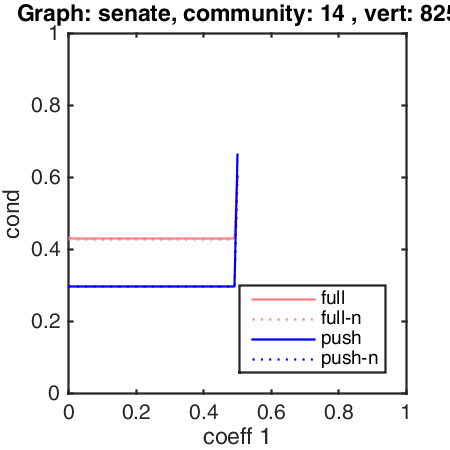 Graph: senate, community: 14 , vert: 825
1
0.8
0.6
0.4
0.2
0
cond
full
full-n
push
push-n
0 0.2 0.4 0.6 0.8 1
coeff 1